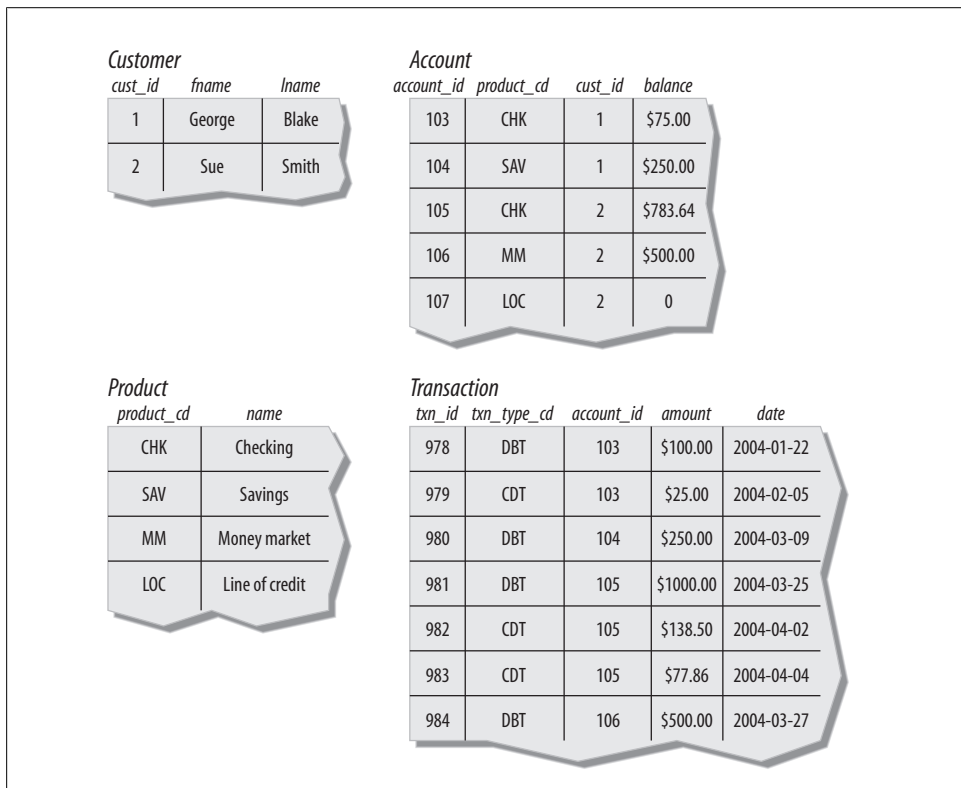 Customer
cust_id fname lname
1 George Blake
2 Sue Smith
Account
account_id product_cd cust_id balance
103 CHK 1 $75.00
104 SAV 1 $250.00
105 CHK 2 $783.64
106 MM 2 $500.00
107 LOC 2 0
Product
product_cd name
CHK Checking
SAV Savings
MM Money market
LOC Line of credit
Transaction
txn_id txn_type_cd account_id amount date
978 DBT 103 $100.00 2004-01-22
979 CDT 103 $25.00 2004-02-05
980 DBT 104 $250.00 2004-03-09
981 DBT 105 $1000.00 2004-03-25
982 CDT 105 $138.50 2004-04-02
983 CDT 105 $77.86 2004-04-04
984 DBT 106 $500.00 2004-03-27